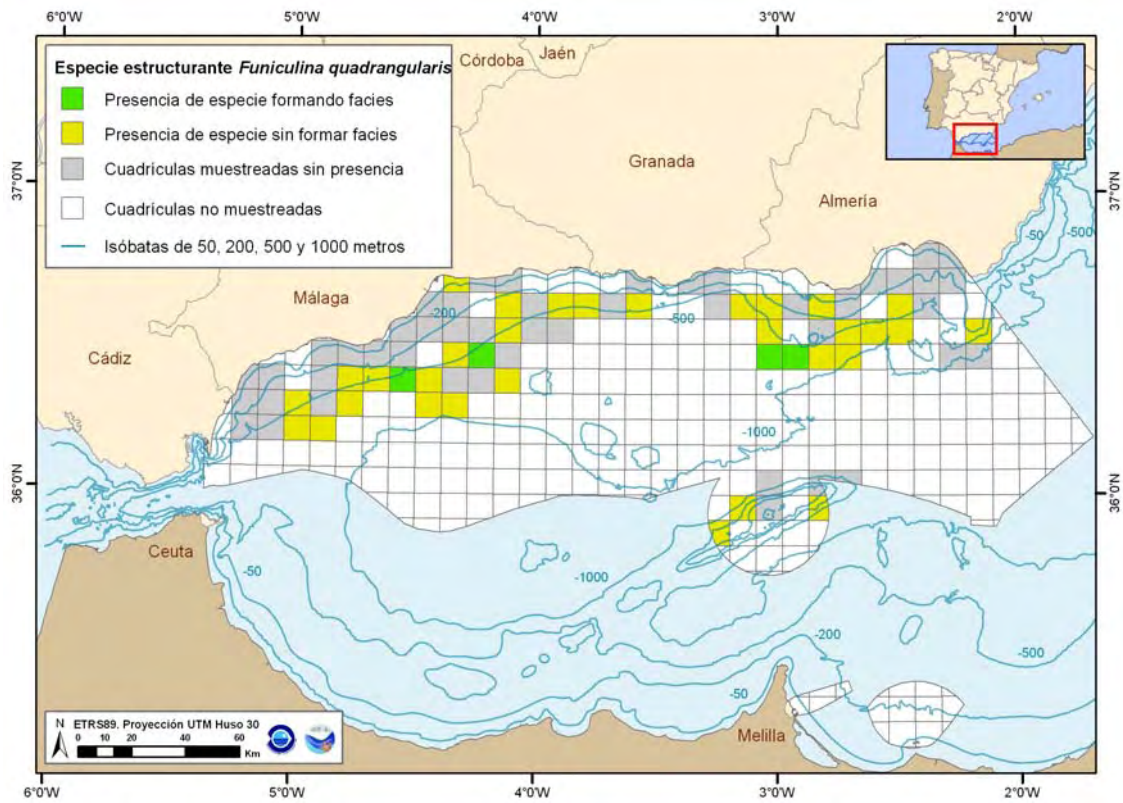 6°0'W 5°0'W 4°0'W 3°0'W 2°0'W
Especie estructurante Funiculina quadrangularis
Presencia de especie formando facies
Presencia de especie sin formar facies
Cuadrículas muestreadas sin presencia
Cuadrículas no muestreadas
Isóbatas de 50, 200, 500 y 1000 metros
Córdoba
Jaén
Granada
Almería
Málaga
Cádiz
Ceuta
Melilla
37°0'N
37°0'N
36°0'N
36°0'N
-50
-500
-200
-500
-1000
-50
-1000
-200
-500
-50
N ETRS89. Proyección UTM Huso 30
0 10 20 40 60
Km
6°0'W 5°0'W 4°0'W 3°0'W 2°0'W